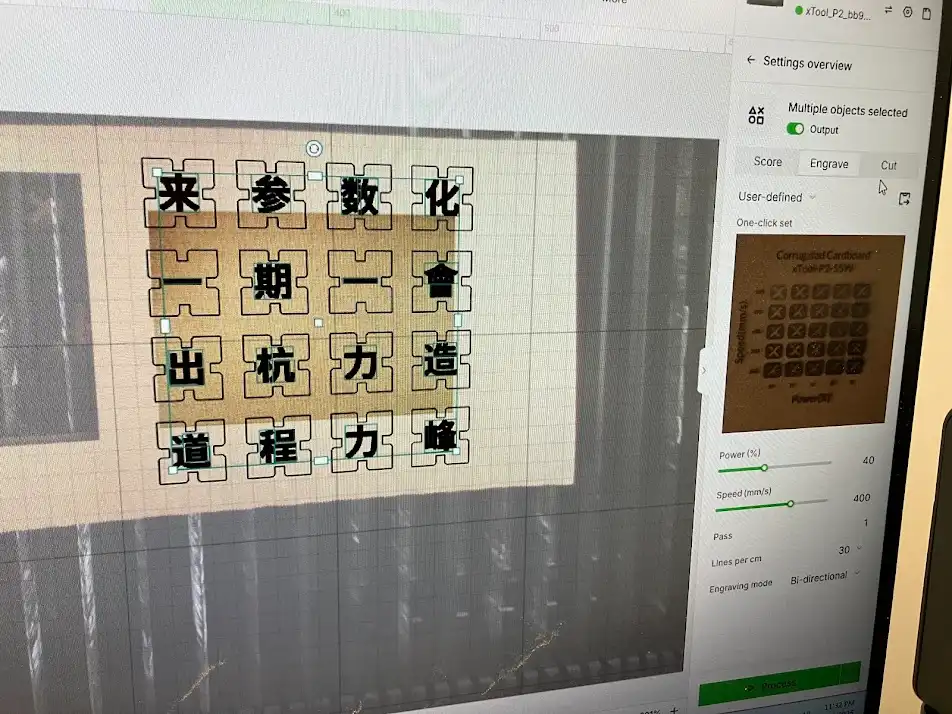 400
500
xTool_P2_bb9...
Settings overview
Multiple objects selected
Output
Score Engrave Cut
User-defined
One-click set
来 参 数 化
一 期 一 會
出 杭 力 造
道 程 力 峰
Corrugated Cardboard
xTool-P2-55W
Speed(mm/s)
Power(%)
Power (%) 40
Speed (mm/s) 400
Pass 1
Lines per cm 30
Engraving mode Bi-directional
Process